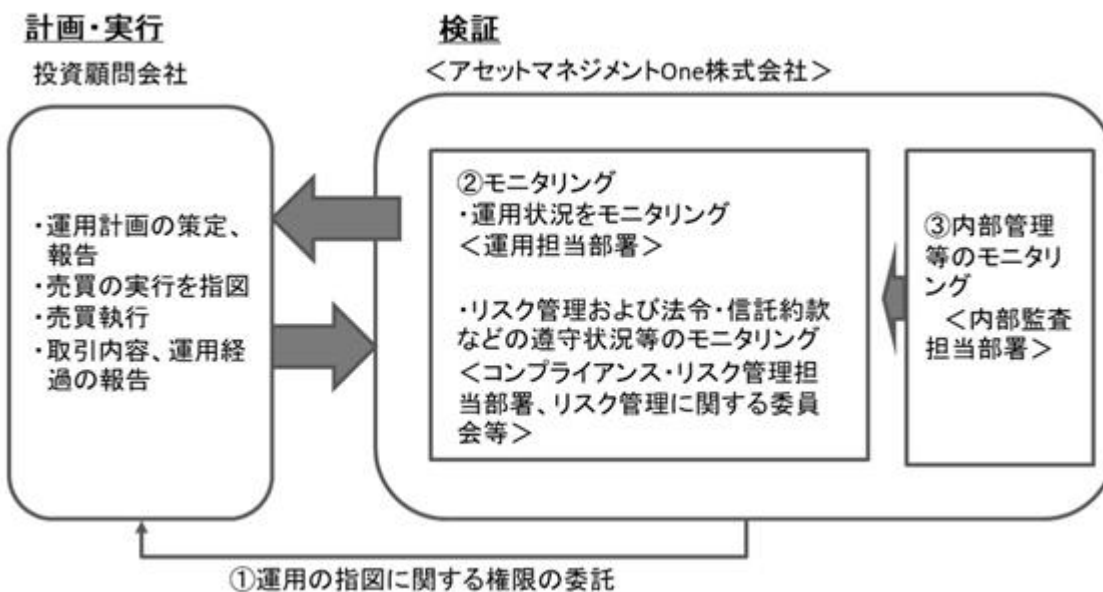 計画・実行
投資顧問会社
・運用計画の策定、
報告
・売買の実行を指図
・売買執行
・取引内容、運用経
過の報告
検証
＜アセットマネジメントOne株式会社＞
②モニタリング
・運用状況をモニタリング
＜運用担当部署＞
・リスク管理および法令・信託約款
などの遵守状況等のモニタリング
＜コンプライアンス・リスク管理担
当部署、リスク管理に関する委員
会等＞
③内部管理
等のモニタリ
ング
＜内部監査
担当部署＞
①運用の指図に関する権限の委託